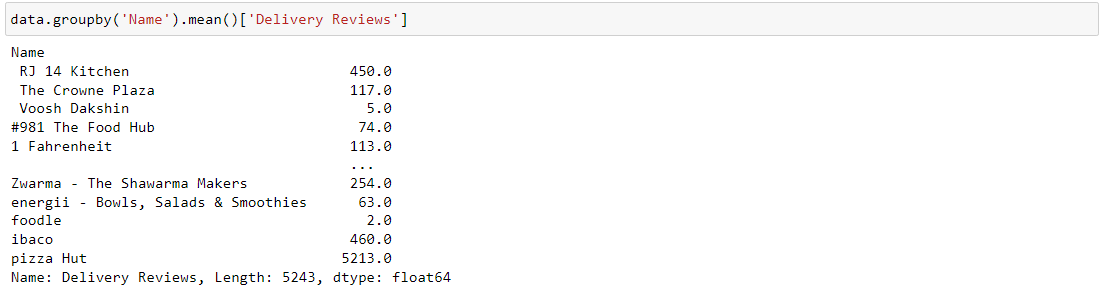 data.groupby('Name').mean()['Delivery Reviews']
Name
RJ 14 Kitchen 450.0
The Crowne Plaza 117.0
Voosh Dakshin 5.0
#981 The Food Hub 74.0
1 Fahrenheit 113.0
...
Zwarma - The Shawarma Makers 254.0
energii - Bowls, Salads & Smoothies 63.0
foodle 2.0
ibaco 460.0
pizza Hut 5213.0
Name: Delivery Reviews, Length: 5243, dtype: float64